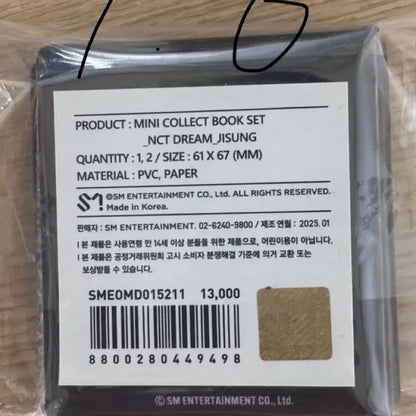 PRODUCT : MINI COLLECT BOOK SET
_NCT DREAM_JISUNG
QUANTITY : 1, 2 / SIZE : 61 X 67 (MM)
MATERIAL : PVC, PAPER
SM! ©SM ENTERTAINMENT CO., Ltd. ALL RIGHTS RESERVED.
Made in Korea.
판매자 : SM ENTERTAINMENT. 02-6240-9800 / 제조 연월 : 2025.01
I 본 제품은 사용연령 만 14세 이상 분들을 위한 제품으로, 어린이용이 아닙니다.
I 본 제품은 공정거래위원회 고시 소비자 분쟁해결 기준에 의거 교환 또는
보상받을 수 있습니다.
SMEOMD015211 13,000
8800280449498
© SM ENTERTAINMENT CO., Ltd.